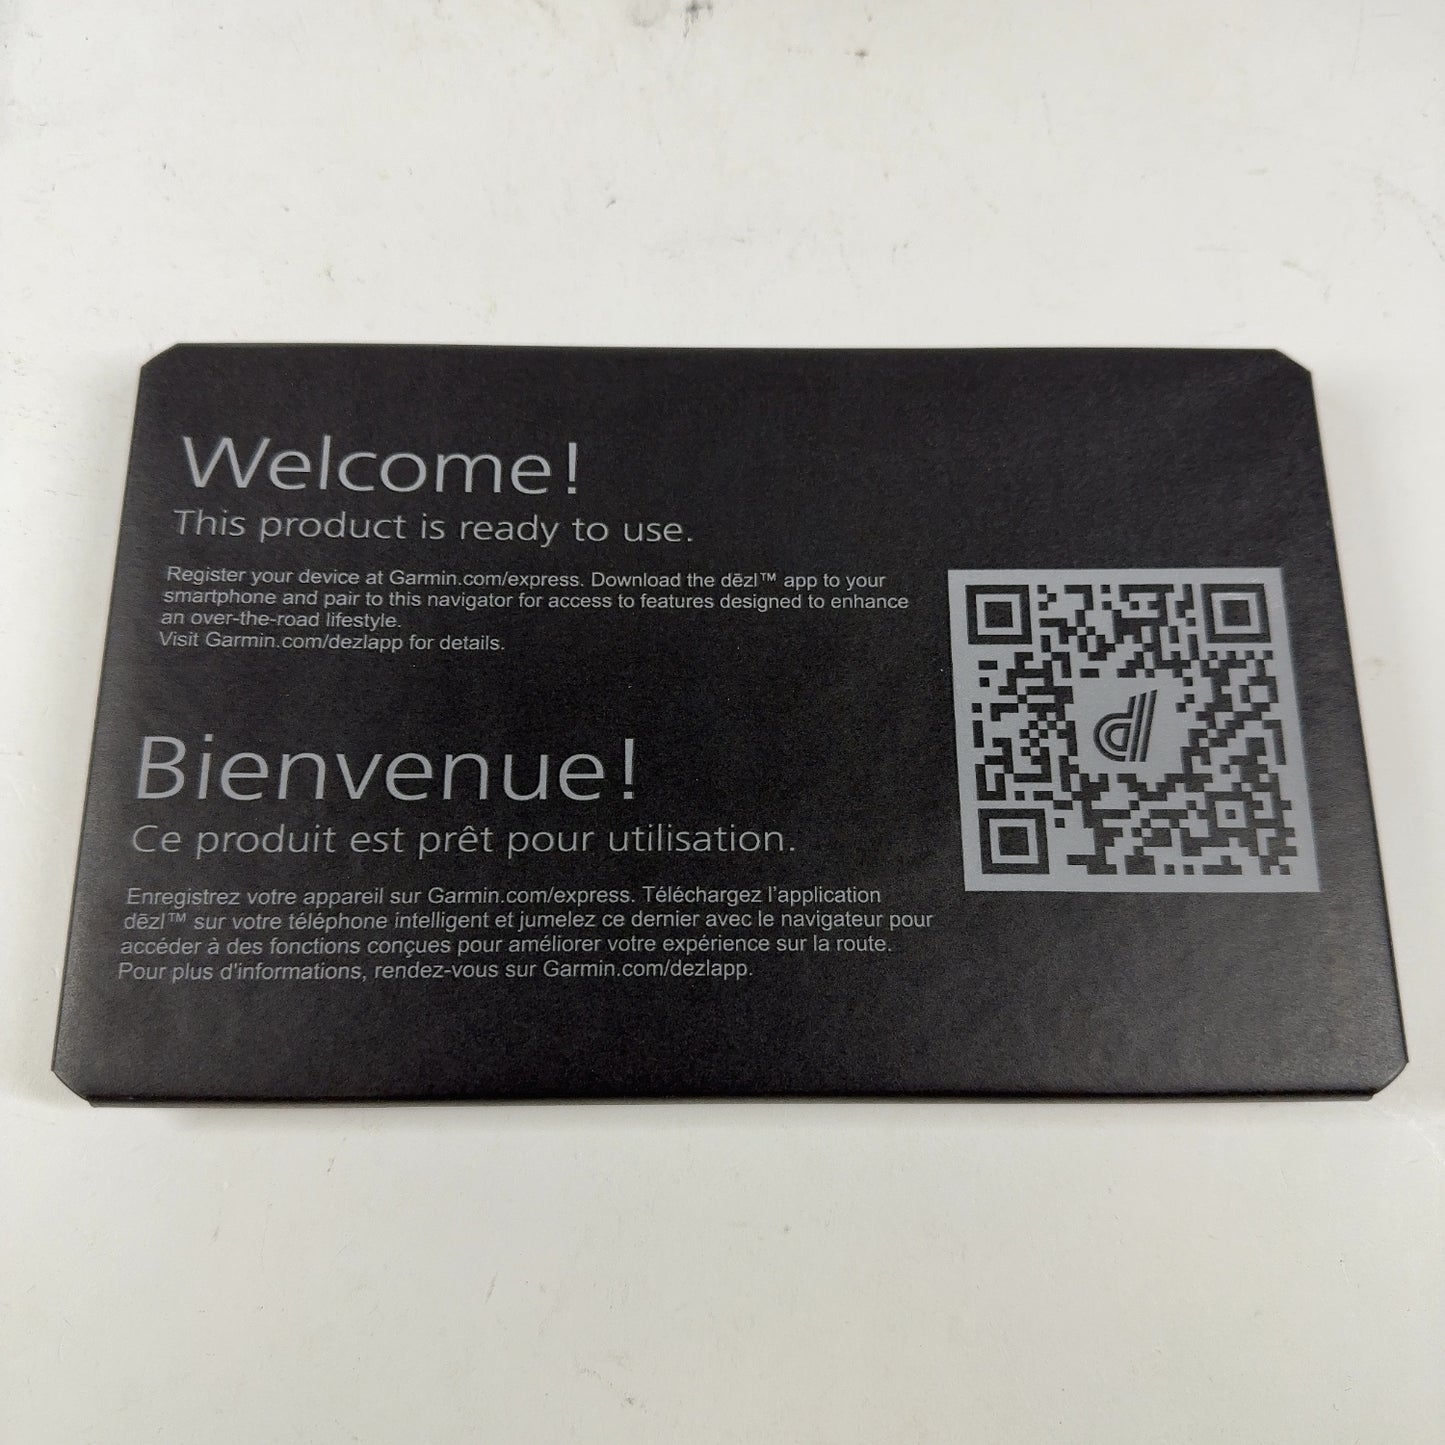 Welcome!
This product is ready to use.
Register your device at Garmin.com/express. Download the dēzl™ app to your
smartphone and pair to this navigator for access to features designed to enhance
an over-the-road lifestyle.
Visit Garmin.com/dezlapp for details.
Bienvenue!
Ce produit est prêt pour utilisation.
Enregistrez votre appareil sur Garmin.com/express. Téléchargez l'application
dēzl™ sur votre téléphone intelligent et jumelez ce dernier avec le navigateur pour
accéder à des fonctions conçues pour améliorer votre expérience sur la route.
Pour plus d'informations, rendez-vous sur Garmin.com/dezlapp.